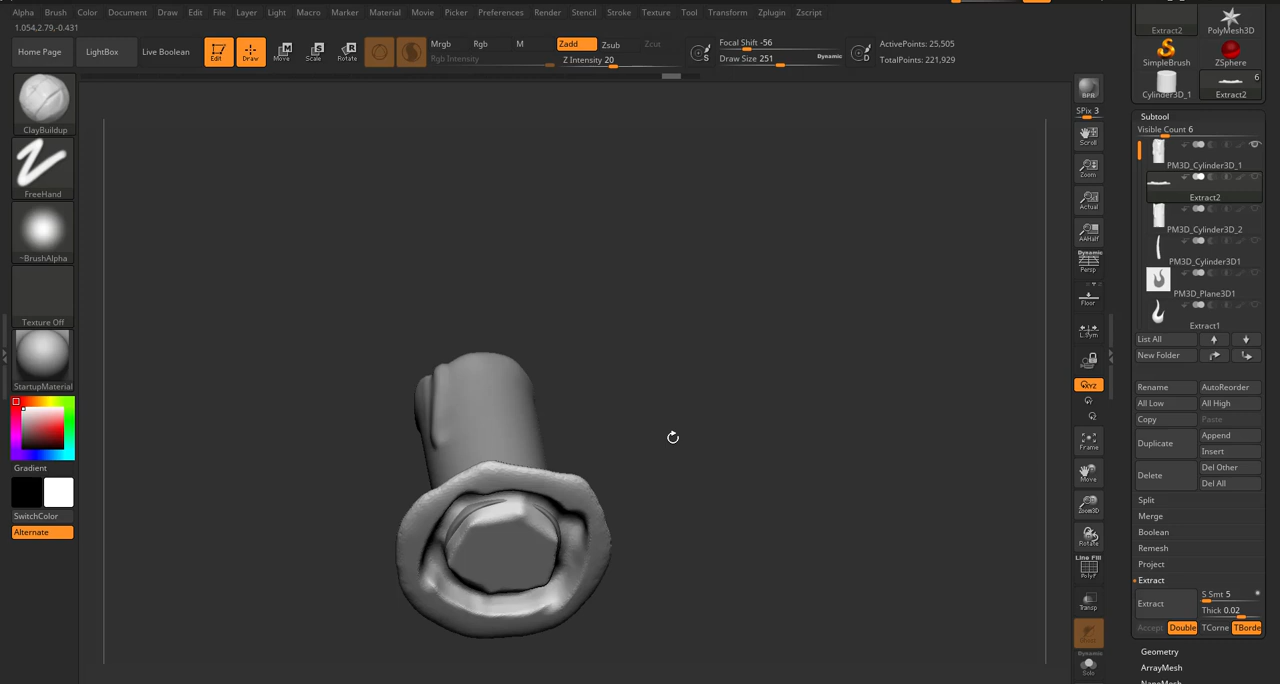 Alpha Brush Color Document Draw Edit File Layer Light Macro Marker Material Movie Picker Preferences Render Stencil Stroke Texture Tool Transform Zplugin Zscript
1.054,2.79,-0.431
Home Page LightBox Live Boolean Edit Draw Move Scale Rotate Mrgb Rgb M Zadd Zsub Zcut Focal Shift -56 ActivePoints: 25,505
Rgb Intensity Z Intensity 20 Draw Size 251 Dynamic TotalPoints: 221,929
ClayBuildup
FreeHand
~BrushAlpha
Texture Off
StartupMaterial
Gradient
SwitchColor
Alternate
BPR
SPix 3
Scroll
Zoom
Actual
AAHalf
Dynamic
Persp
Floor
L.Sym
XYZ
Frame
Move
Zoom3D
Rotate
Line Fill
PolyF
Transp
Ghost
Dynamic
Solo
Extract2 PolyMesh3D
SimpleBrush ZSphere
6
Cylinder3D_1 Extract2
Subtool
Visible Count 6
PM3D_Cylinder3D_1
Extract2
PM3D_Cylinder3D_2
PM3D_Cylinder3D1
PM3D_Plane3D1
Extract1
List All
New Folder
Rename AutoReorder
All Low All High
Copy Paste
Duplicate Append
Insert
Delete Del Other
Del All
Split
Merge
Boolean
Remesh
Project
Extract
Extract S Smt 5
Thick 0.02
Accept Double TCorne TBorde
Geometry
ArrayMesh
NanoMesh